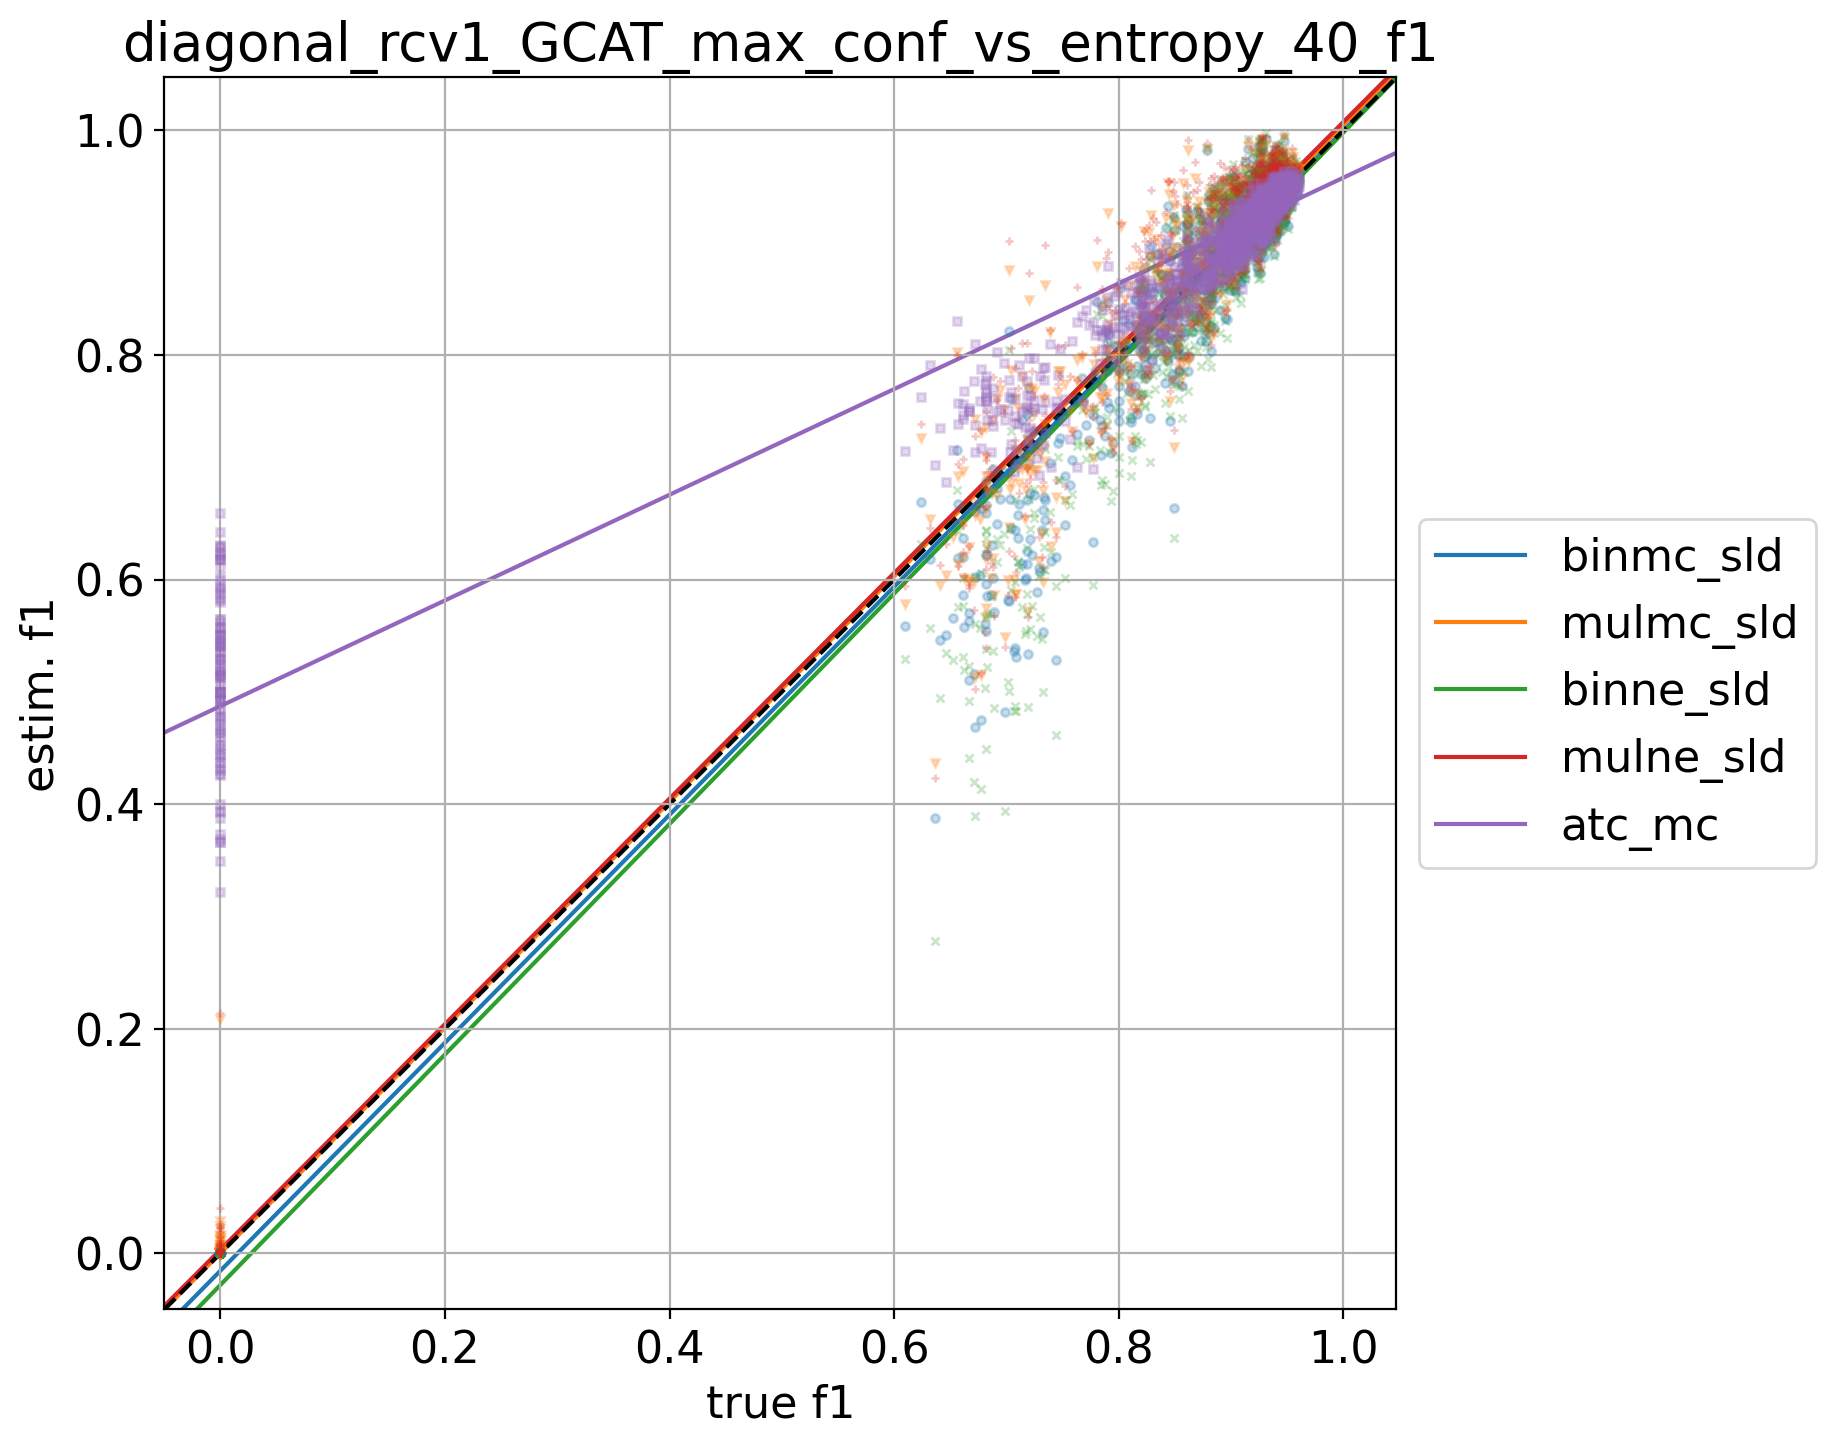 diagonal_rcv1_GCAT_max_conf_vs_entropy_40_f1
1.0
0.8
0.6
0.4
0.2
0.0
estim. f1
0.0 0.2 0.4 0.6 0.8 1.0
true f1
binmc_sld
mulmc_sld
binne_sld
mulne_sld
atc_mc